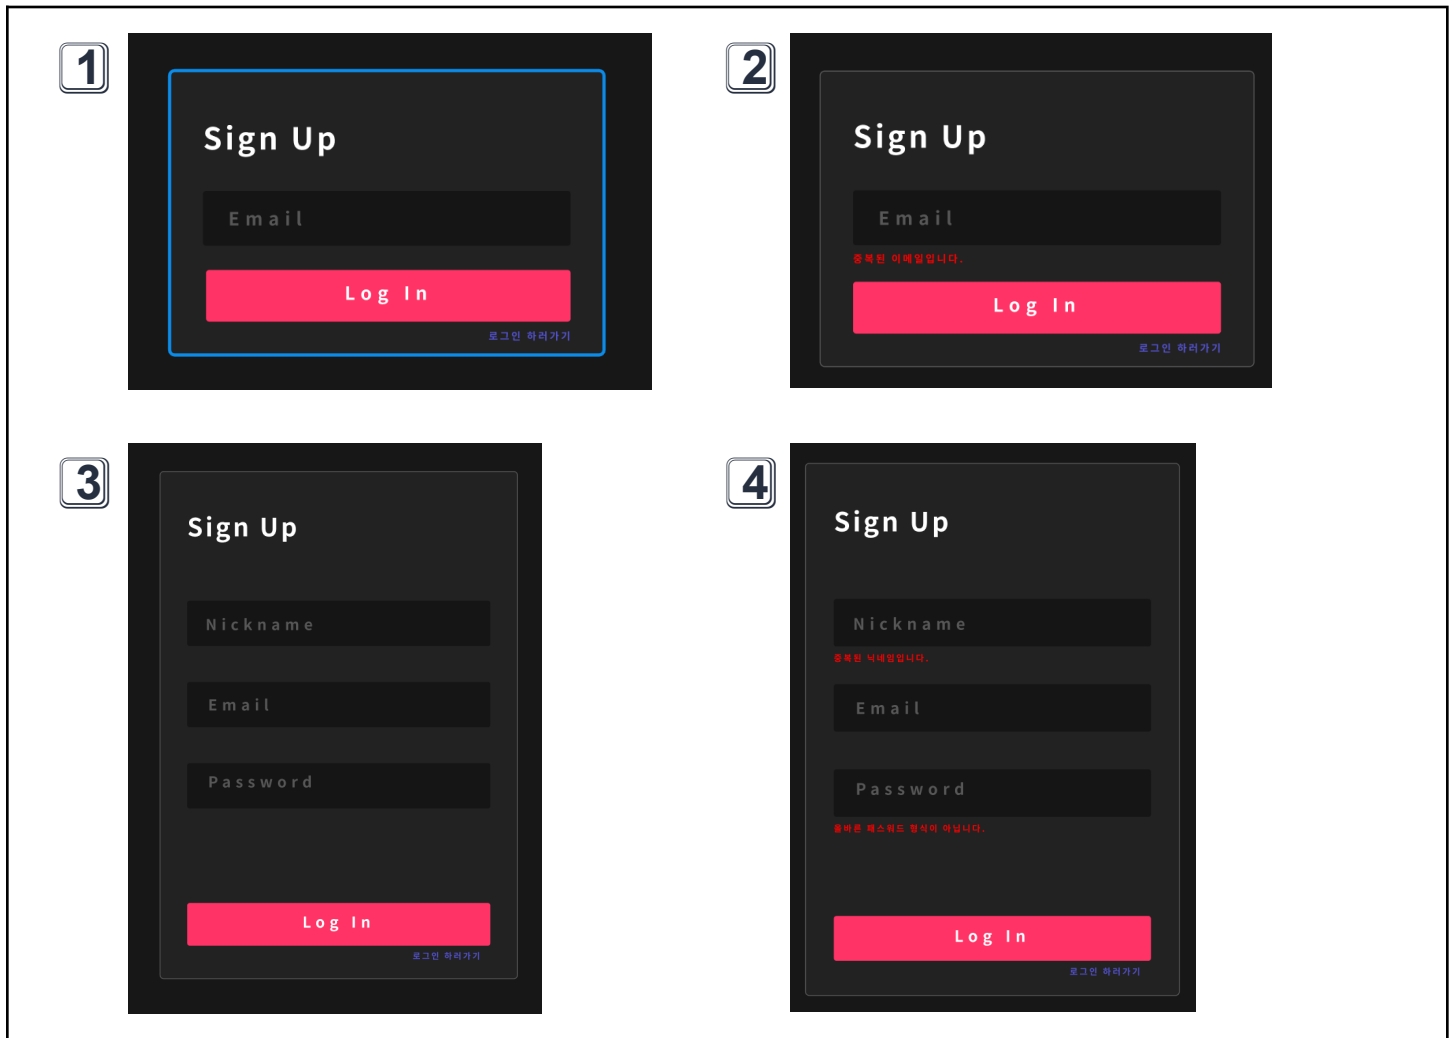 1
Sign Up
Email
Log In
로그인 하러가기
2
Sign Up
Email
중복된 이메일입니다.
Log In
로그인 하러가기
3
Sign Up
Nickname
Email
Password
Log In
로그인 하러가기
4
Sign Up
Nickname
중복된 닉네임입니다.
Email
Password
올바른 패스워드 형식이 아닙니다.
Log In
로그인 하러가기